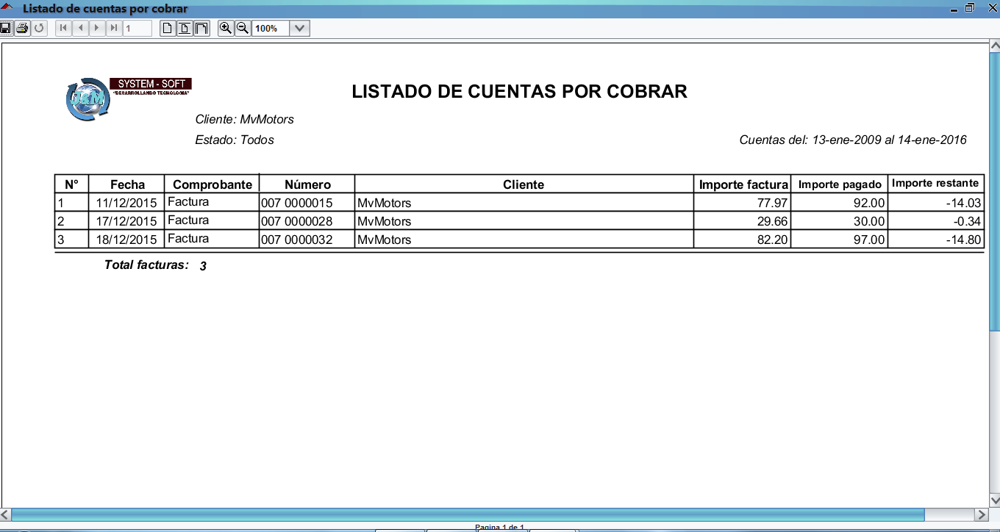 Listado de cuentas por cobrar
1
100%
SYSTEM - SOFT
"DESARROLLANDO TECNOLOGIA"
J&M
LISTADO DE CUENTAS POR COBRAR
Cliente: MvMotors
Estado: Todos
Cuentas del: 13-ene-2009 al 14-ene-2016
N° Fecha Comprobante Número Cliente Importe factura Importe pagado Importe restante
1 11/12/2015 Factura 007 0000015 MvMotors 77.97 92.00 -14.03
2 17/12/2015 Factura 007 0000028 MvMotors 29.66 30.00 -0.34
3 18/12/2015 Factura 007 0000032 MvMotors 82.20 97.00 -14.80
Total facturas: 3
Pagina 1 de 1